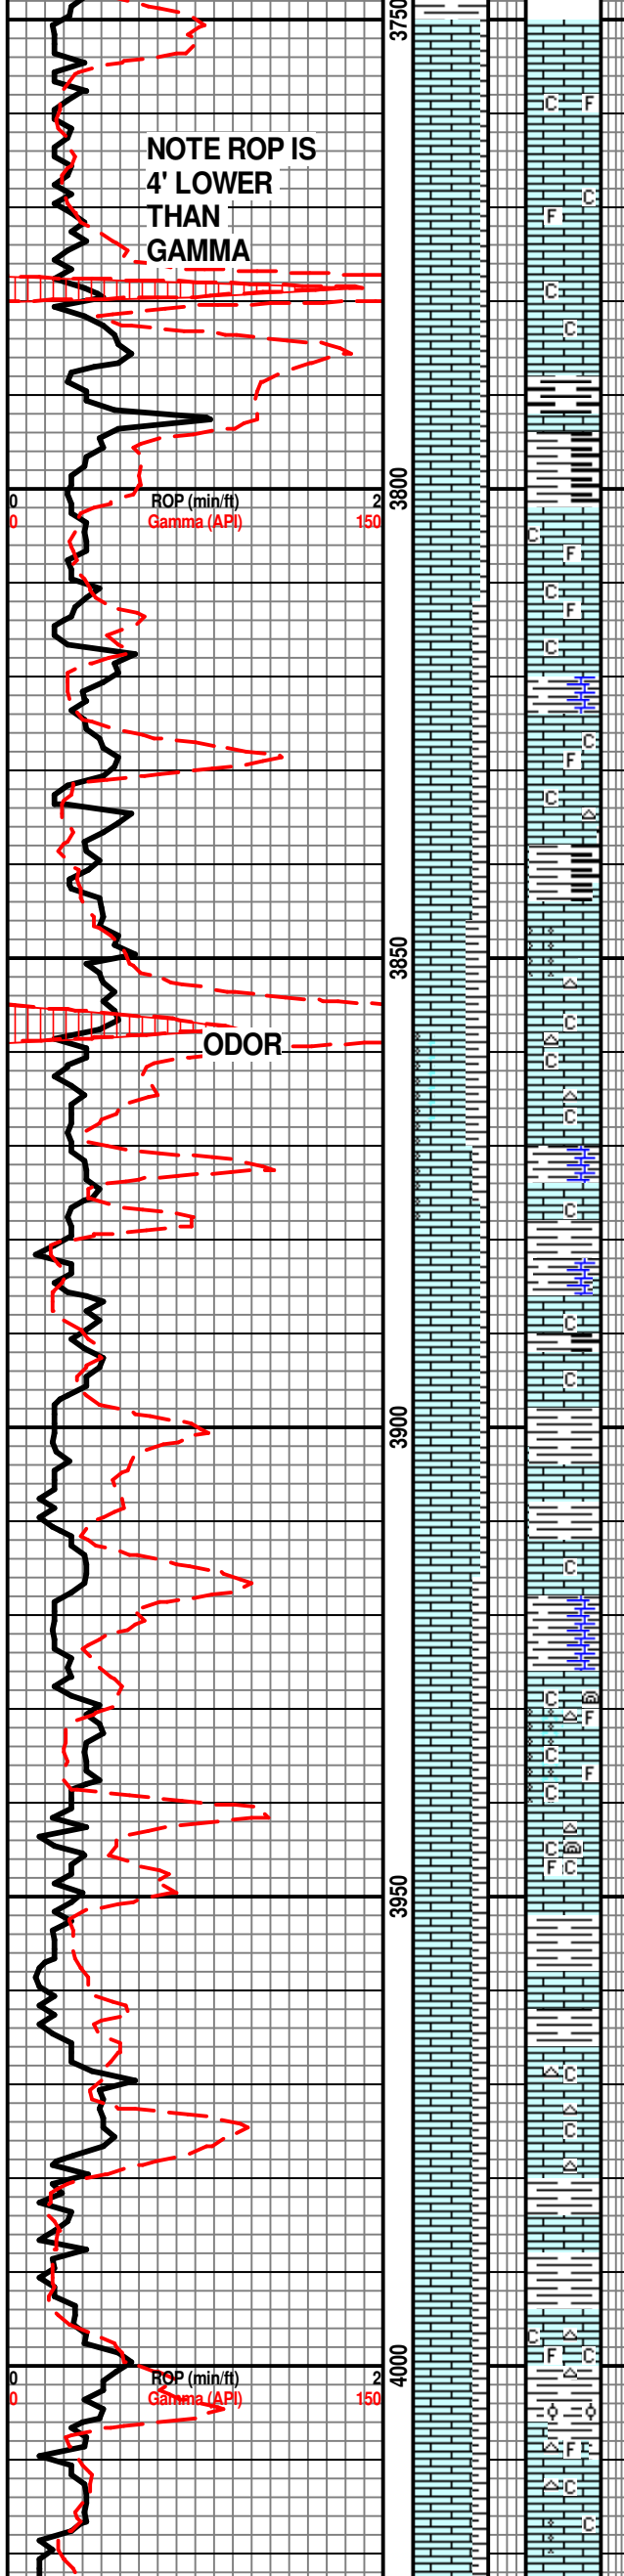 3750
C F
NOTE ROP IS
4' LOWER
THAN
GAMMA
C
F
C
C
3800
0 ROP (min/ft) 2
0 Gamma (API) 150
C
F
C
F
C
C
F
C
3850
C
ODOR
C
C
C
C
C
3900
C
C F
C
F
C
C
F C
3950
C
C
4000
C
F C
0 ROP (min/ft) 2
0 Gamma (API) 150
F
C
C